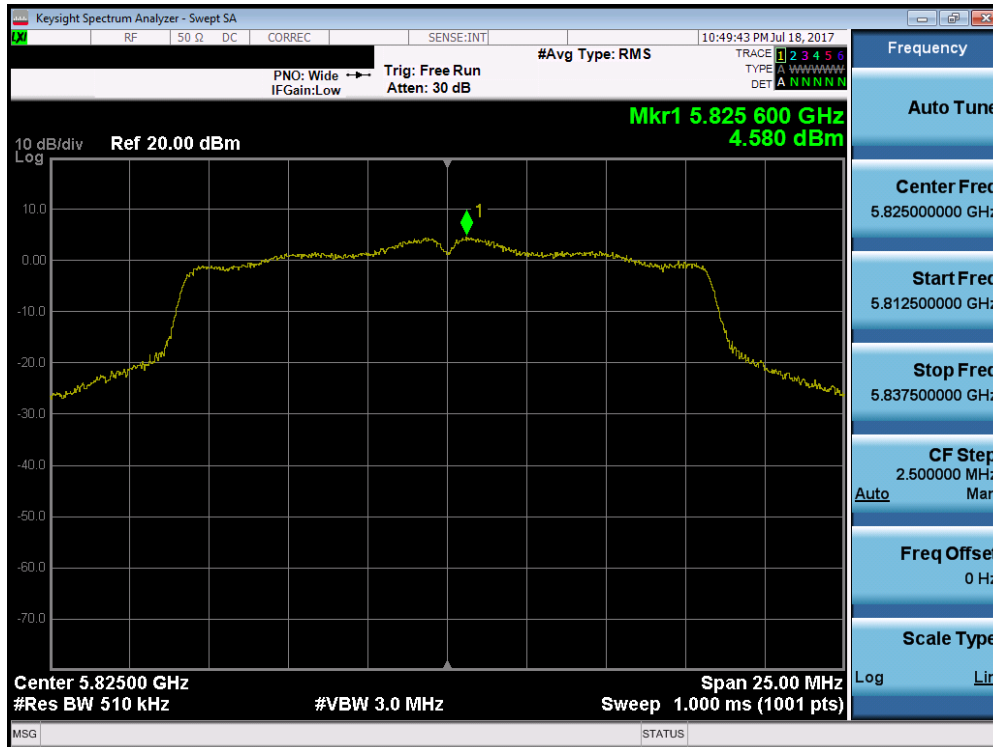 Keysight Spectrum Analyzer - Swept SA
LXI RF 50 Ω DC CORREC SENSE:INT 10:49:43 PM Jul 18, 2017
#Avg Type: RMS TRACE 1 2 3 4 5 6
PNO: Wide Trig: Free Run TYPE A WWWWW
IFGain:Low Atten: 30 dB DET A N N N N N
Mkr1 5.825 600 GHz
4.580 dBm
10 dB/div Ref 20.00 dBm
Log
1
10.0
0.00
-10.0
-20.0
-30.0
-40.0
-50.0
-60.0
-70.0
Center 5.82500 GHz Span 25.00 MHz
#Res BW 510 kHz #VBW 3.0 MHz Sweep 1.000 ms (1001 pts)
MSG STATUS
Frequency
Auto Tune
Center Freq
5.825000000 GHz
Start Freq
5.812500000 GHz
Stop Freq
5.837500000 GHz
CF Step
2.500000 MHz
Auto Man
Freq Offset
0 Hz
Scale Type
Log Lin